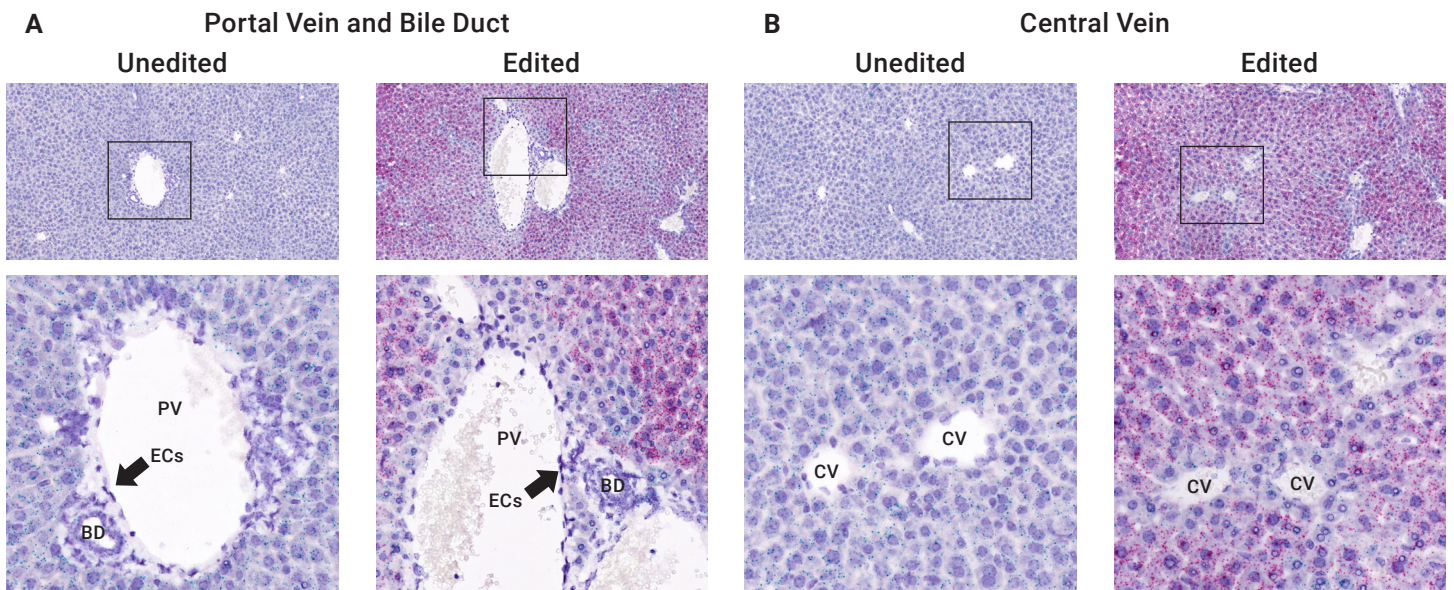 A Portal Vein and Bile Duct
Unedited Edited
PV
ECs
BD
PV
ECs
BD
B Central Vein
Unedited Edited
CV
CV
CV
CV